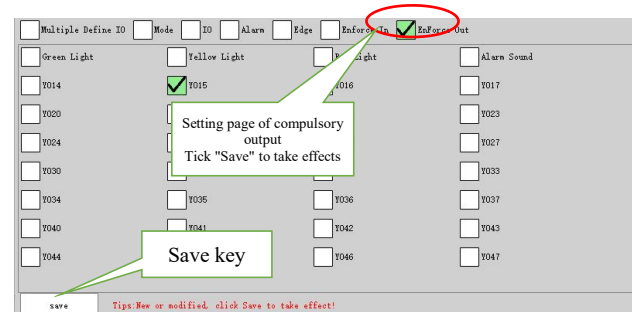 Multiple Define IO Mode IO Alarm Edge Enforce In EnForce Out
Green Light Yellow Light Light Alarm Sound
Y014 Y015 Y016 Y017
Setting page of compulsory
output
Tick "Save" to take effects
Y020 Y023
Y024 Y027
Y030 Y033
Y034 Y035 Y036 Y037
Y040 Y041 Y042 Y043
Save key
Y044 Y046 Y047
save Tips:New or modified, click Save to take effect!